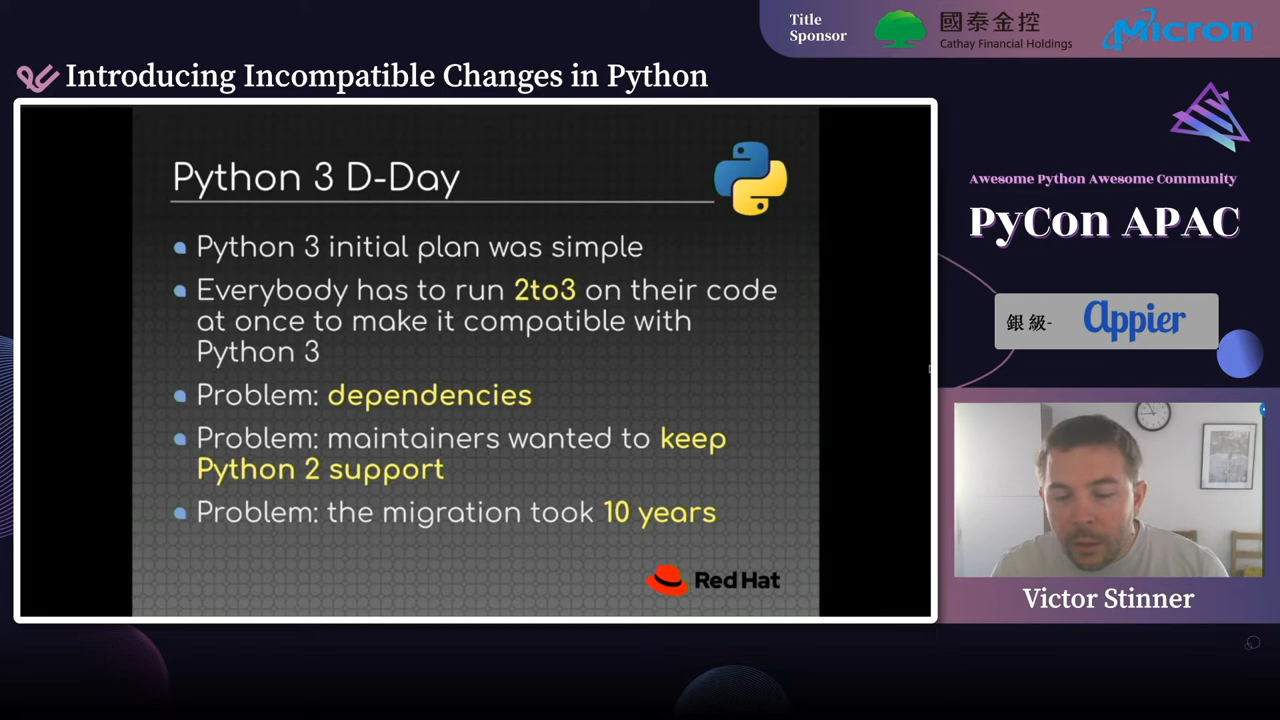 Title
Sponsor
國泰金控
Cathay Financial Holdings
Micron
Introducing Incompatible Changes in Python
Python 3 D-Day
Python 3 initial plan was simple
Everybody has to run 2to3 on their code
at once to make it compatible with
Python 3
Problem: dependencies
Problem: maintainers wanted to keep
Python 2 support
Problem: the migration took 10 years
Red Hat
Awesome Python Awesome Community
PyCon APAC
銀級- Appier
Victor Stinner